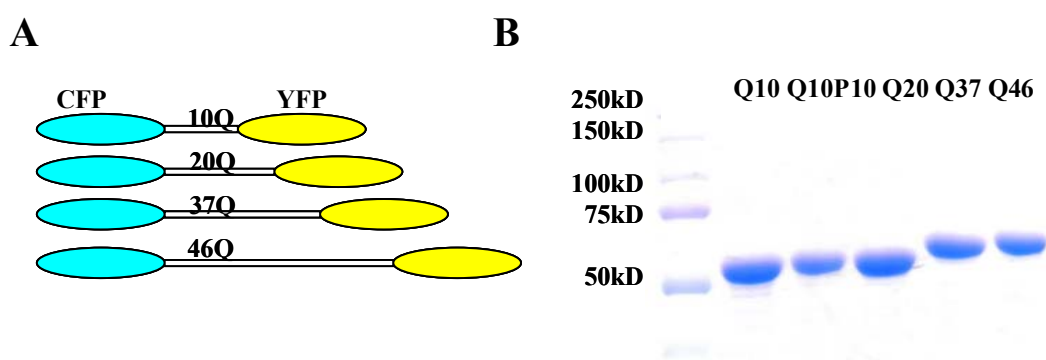 A
B
CFP
YFP
10Q
20Q
37Q
46Q
Q10 Q10P10 Q20 Q37 Q46
250kD
150kD
100kD
75kD
50kD